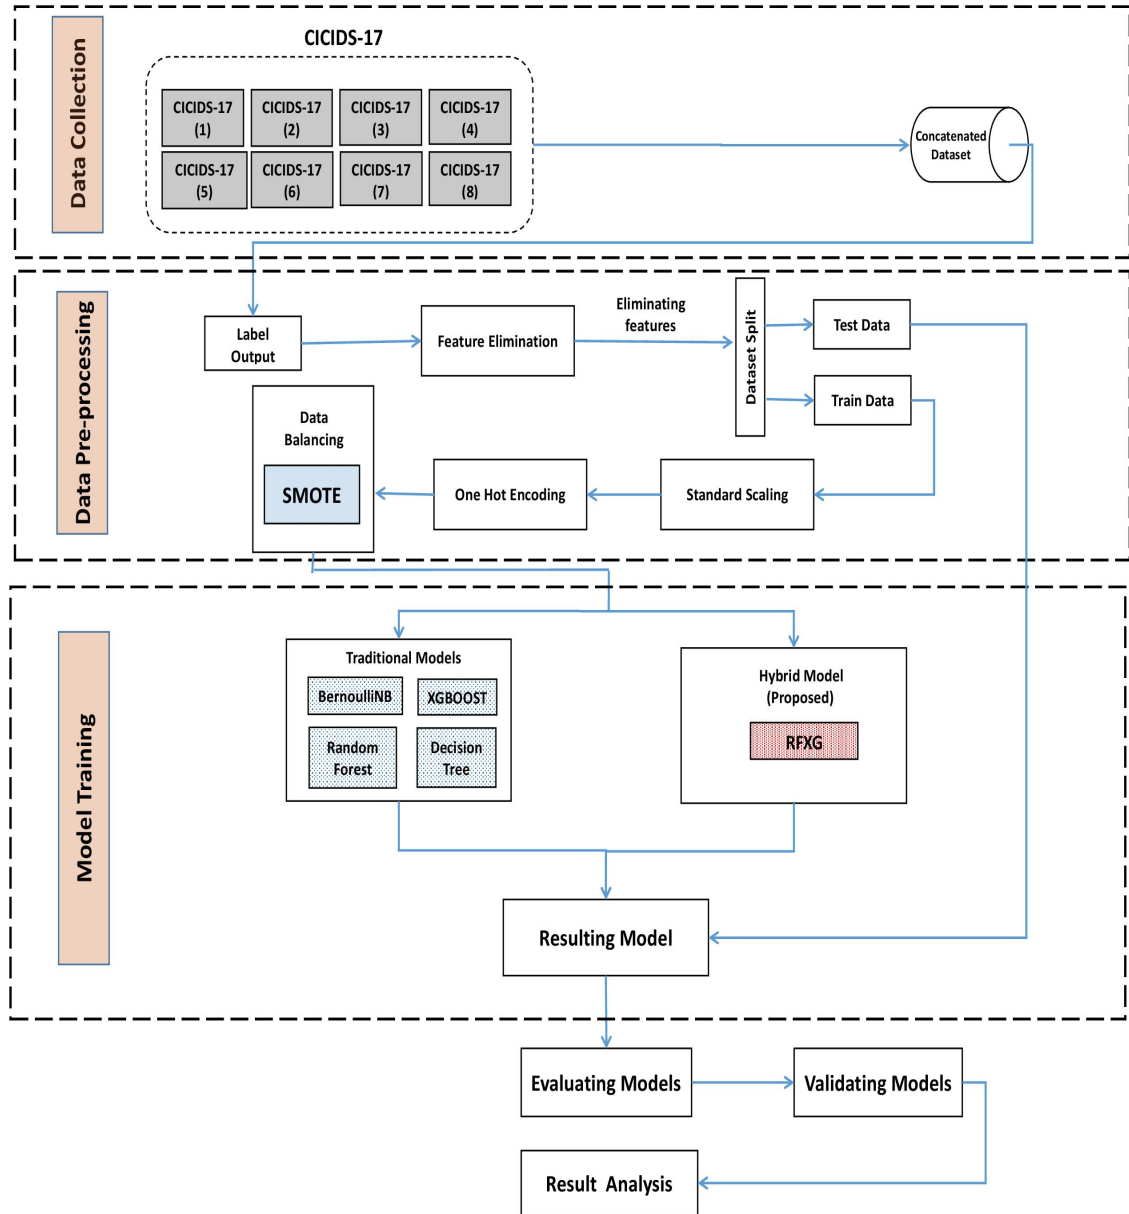 Data Collection
CICIDS-17
CICIDS-17
(1)
CICIDS-17
(2)
CICIDS-17
(3)
CICIDS-17
(4)
CICIDS-17
(5)
CICIDS-17
(6)
CICIDS-17
(7)
CICIDS-17
(8)
Concatenated
Dataset
Data Pre-processing
Label
Output
Feature Elimination
Eliminating
features
Dataset Split
Test Data
Train Data
Standard Scaling
One Hot Encoding
Data
Balancing
SMOTE
Model Training
Traditional Models
BernoulliNB
XGBOOST
Random
Forest
Decision
Tree
Hybrid Model
(Proposed)
RFXG
Resulting Model
Evaluating Models
Validating Models
Result Analysis